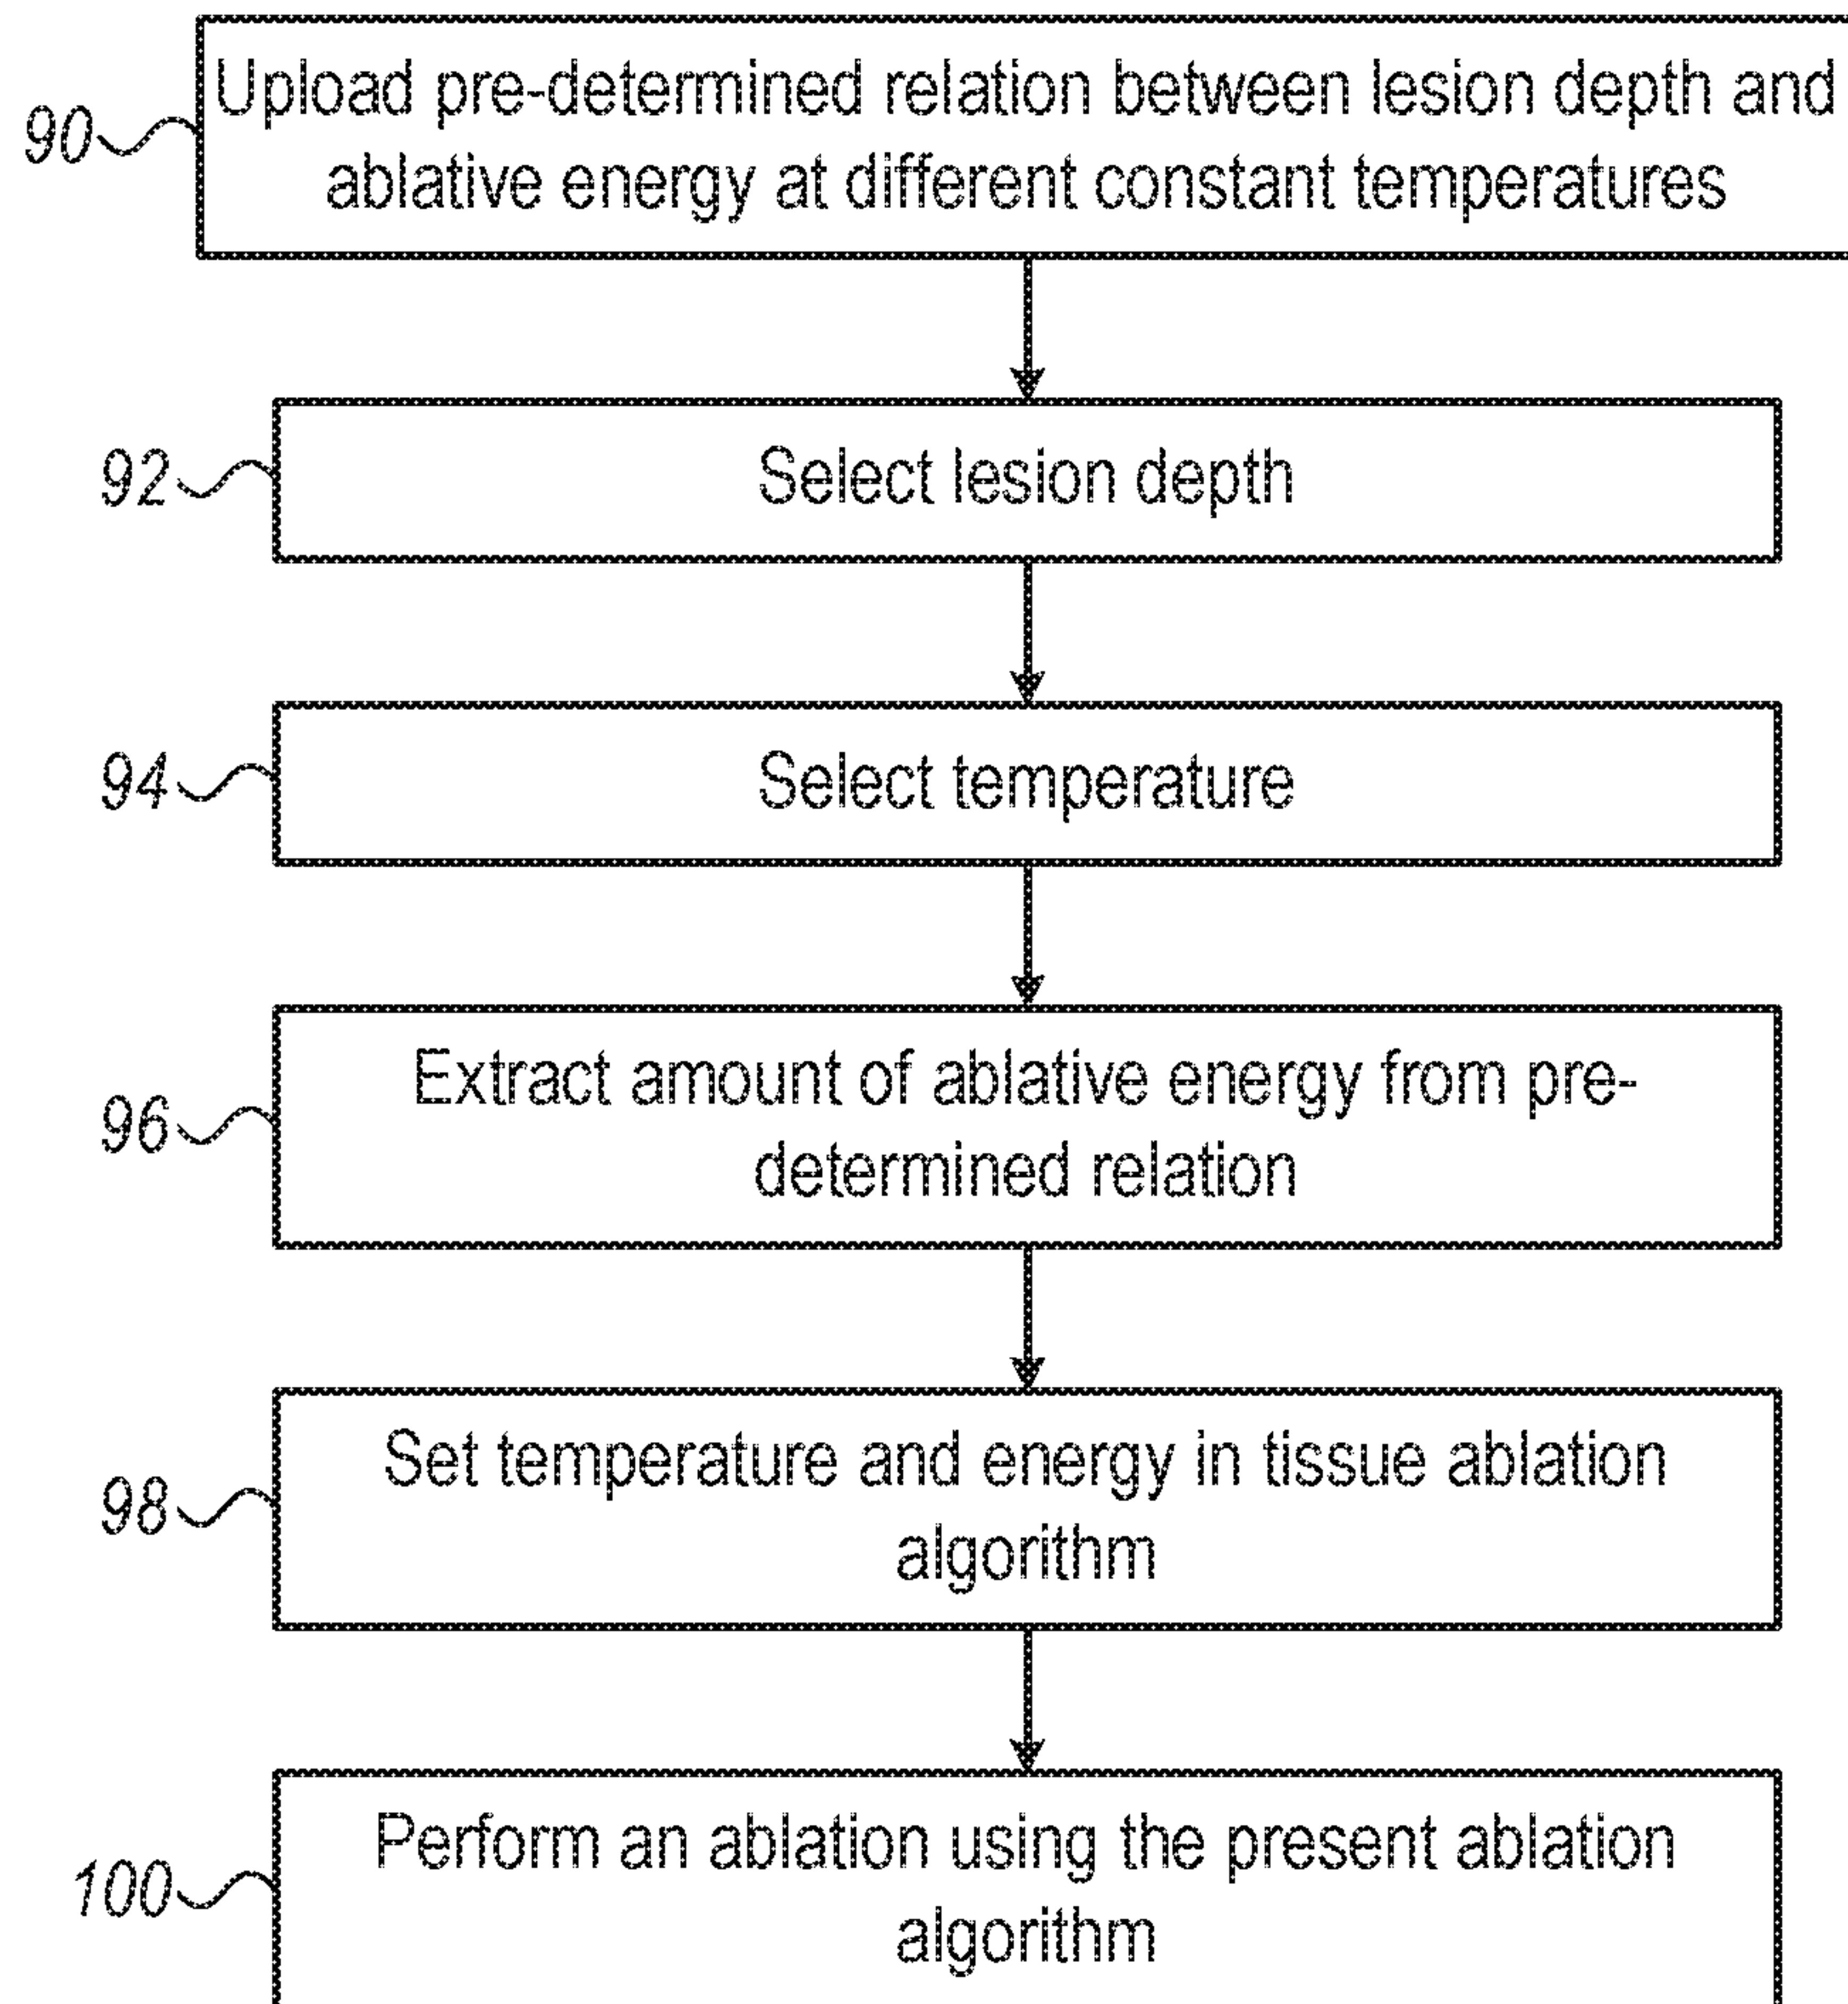 90
Upload pre-determined relation between lesion depth and
ablative energy at different constant temperatures
92
Select lesion depth
94
Select temperature
96
Extract amount of ablative energy from pre-
determined relation
98
Set temperature and energy in tissue ablation
algorithm
100
Perform an ablation using the present ablation
algorithm